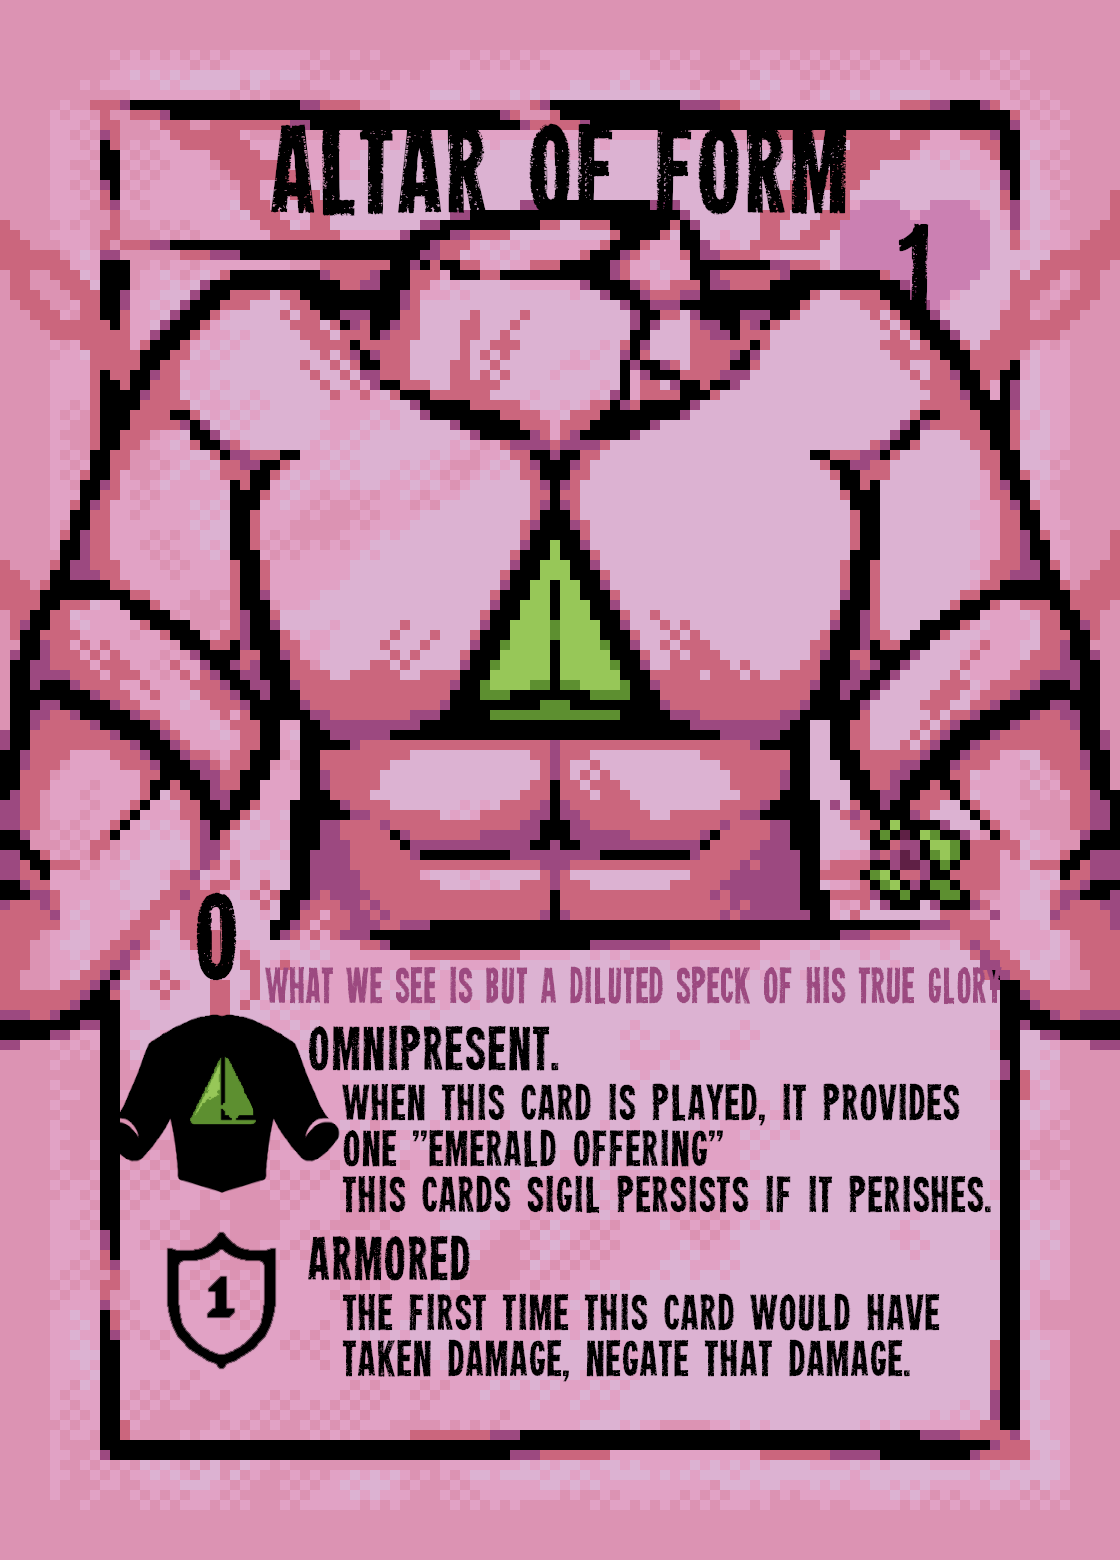 ALTAR OF FORM
1
0
WHAT WE SEE IS BUT A DILUTED SPECK OF HIS TRUE GLORY
OMNIPRESENT.
WHEN THIS CARD IS PLAYED, IT PROVIDES
ONE "EMERALD OFFERING"
THIS CARDS SIGIL PERSISTS IF IT PERISHES.
1
ARMORED
THE FIRST TIME THIS CARD WOULD HAVE
TAKEN DAMAGE, NEGATE THAT DAMAGE.